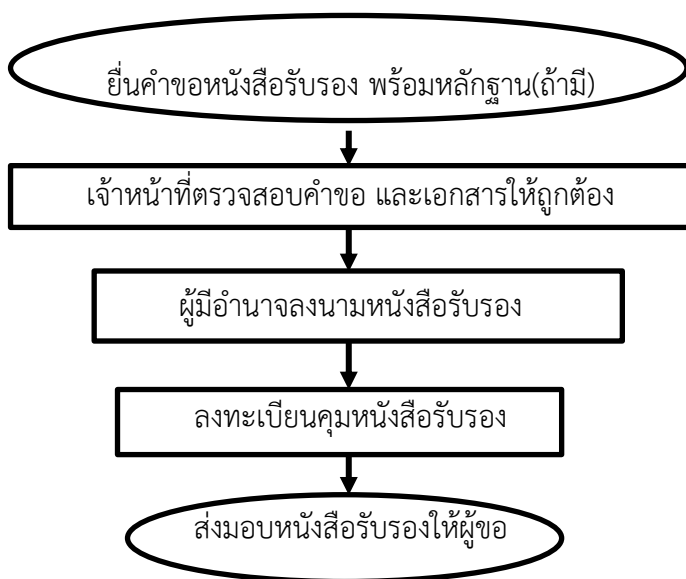 ยื่นคำขอหนังสือรับรอง พร้อมหลักฐาน(ถ้ามี)
เจ้าหน้าที่ตรวจสอบคำขอ และเอกสารให้ถูกต้อง
ผู้มีอำนาจลงนามหนังสือรับรอง
ลงทะเบียนคุมหนังสือรับรอง
ส่งมอบหนังสือรับรองให้ผู้ขอ